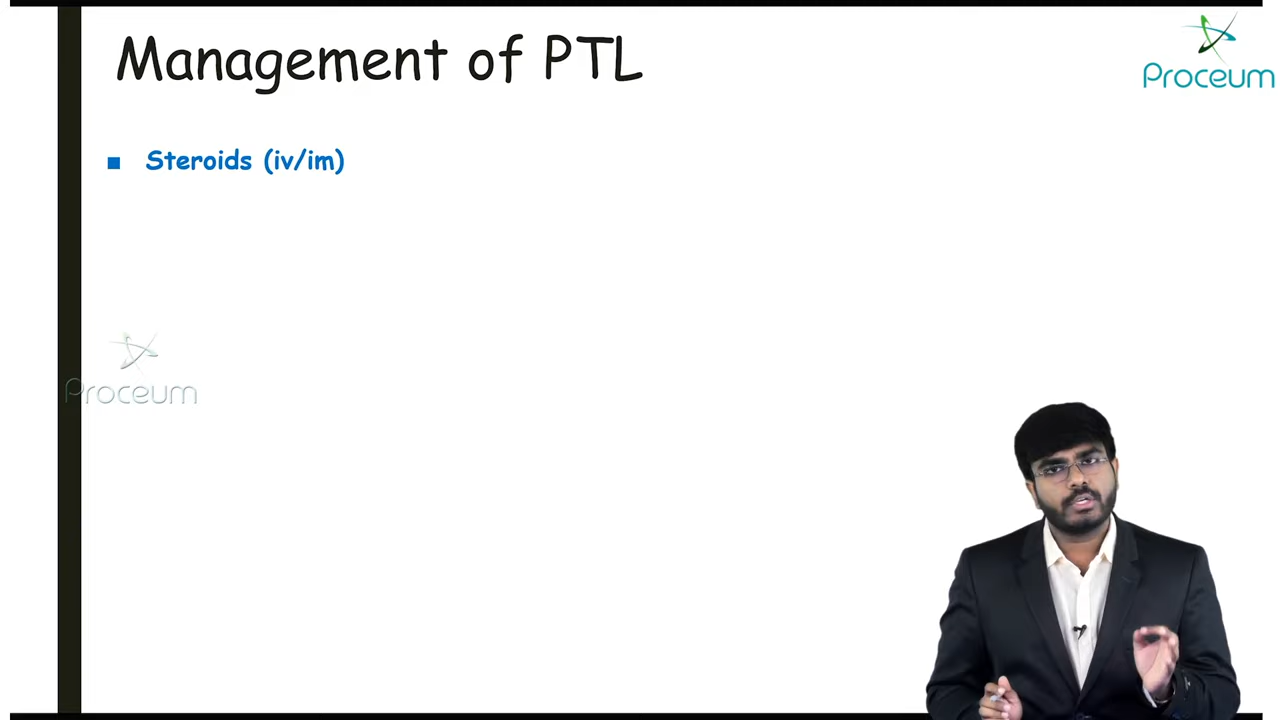 Management of PTL
Proceum
Steroids (iv/im)
Proceum